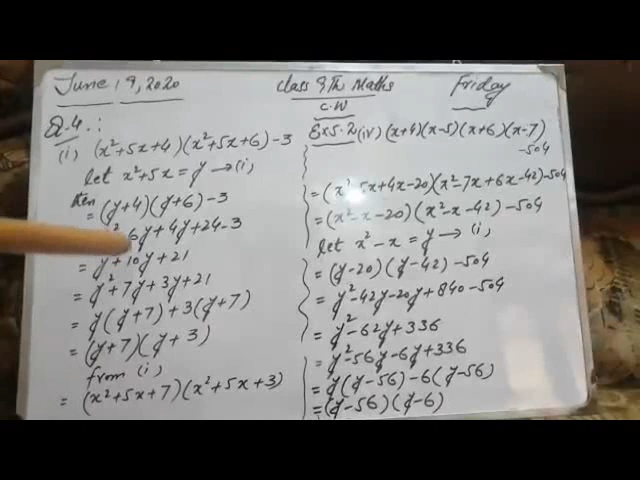 June, 19, 2020
Class 9th Maths
Friday
C.W
Q.4.:
(i) (x²+5x+4)(x²+5x+6)-3
let x²+5x=y →(i)
then
=(y+4)(y+6)-3
6y+4y+24-3
=y²+10y+21
=y²+7y+3y+21
=y(y+7)+3(y+7)
=(y+7)(y+3)
from (i)
=(x²+5x+7)(x²+5x+3)
Ex5.2 (iv) (x+4)(x-5)(x+6)(x-7)
-504
=(x²-5x+4x-20)(x²-7x+6x-42)-504
=(x²-x-20)(x²-x-42)-504
let x²-x=y →(i)
=(y-20)(y-42)-504
=y²-42y-20y+840-504
=y²-62y+336
=y²-56y-6y+336
=y(y-56)-6(y-56)
=(y-56)(y-6)